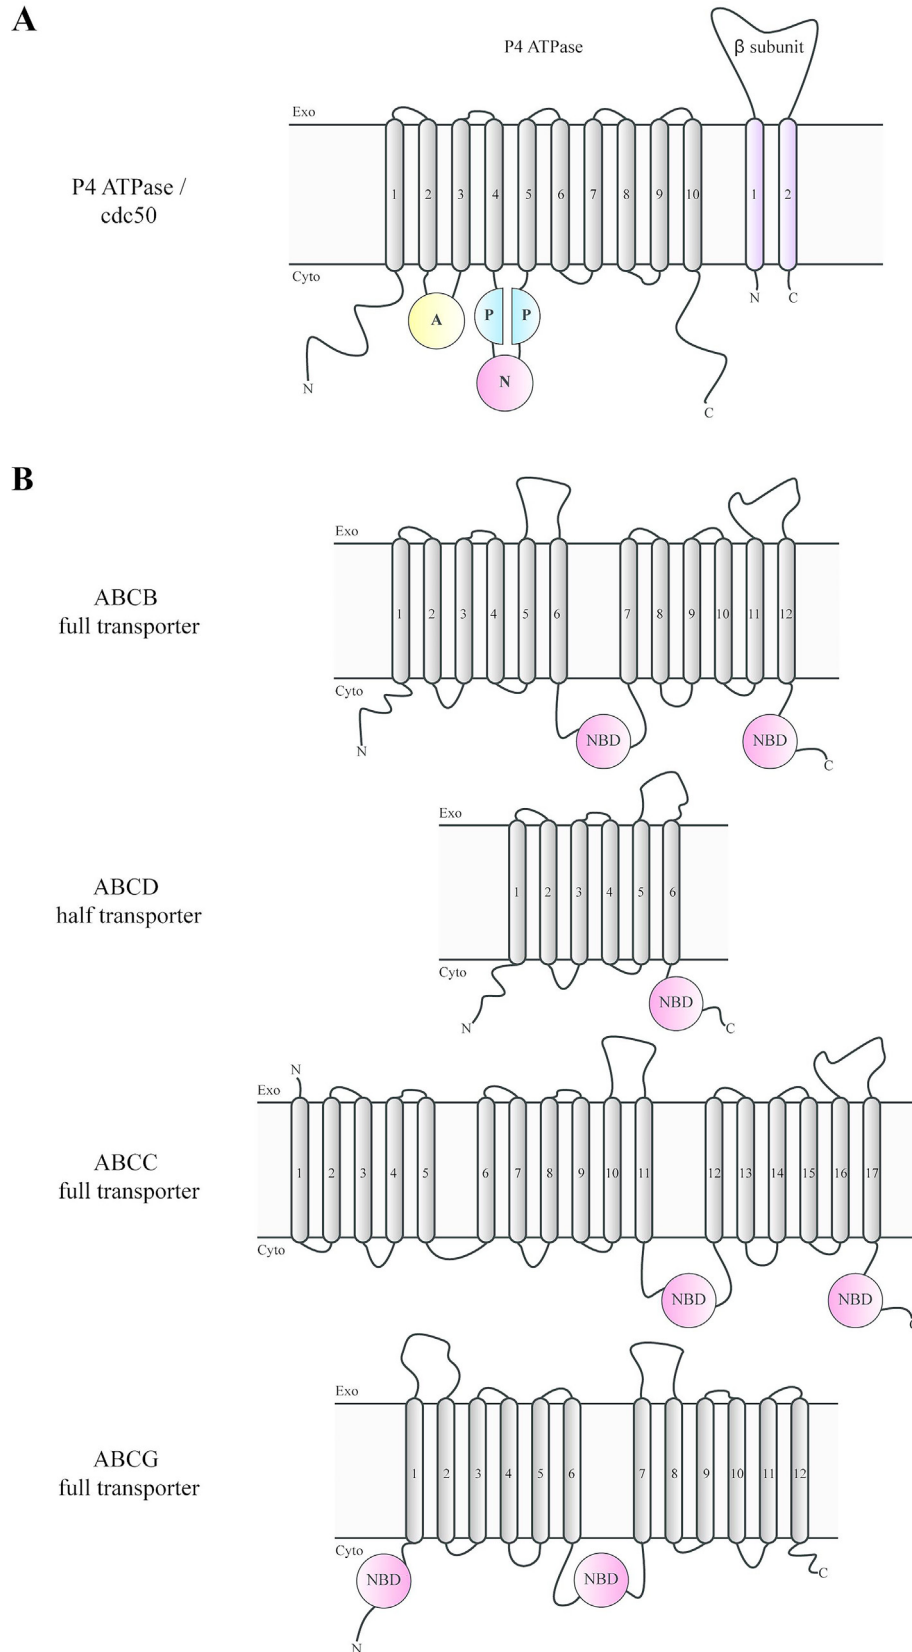 A
P4 ATPase
β subunit
Exo
P4 ATPase /
cdc50
1 2 3 4 5 6 7 8 9 10 1 2
Cyto
A
P P
N
N C
N
C
B
Exo
ABCB
full transporter
1 2 3 4 5 6 7 8 9 10 11 12
Cyto
NBD NBD
N
C
Exo
ABCD
half transporter
1 2 3 4 5 6
Cyto
NBD
N
C
N
Exo
ABCC
full transporter
1 2 3 4 5 6 7 8 9 10 11 12 13 14 15 16 17
Cyto
NBD NBD
Exo
ABCG
full transporter
1 2 3 4 5 6 7 8 9 10 11 12
Cyto
NBD NBD
C
N